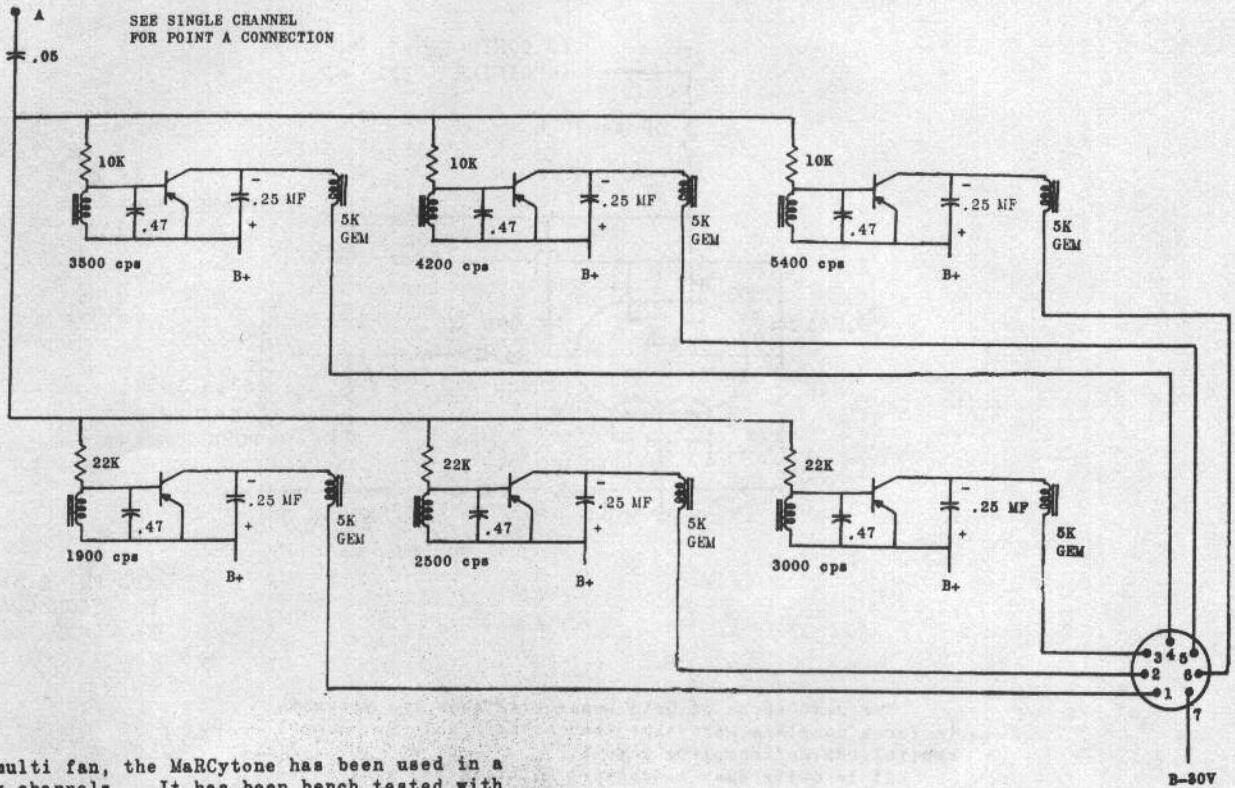 A
SEE SINGLE CHANNEL
FOR POINT A CONNECTION
.05
10K
.47
- .25 MF +
5K
GEM
3500 cps
B+
10K
.47
- .25 MF +
5K
GEM
4200 cps
B+
10K
.47
- .25 MF +
5K
GEM
5400 cps
B+
22K
.47
- .25 MF +
5K
GEM
1900 cps
B+
22K
.47
- .25 MF +
5K
GEM
2500 cps
B+
22K
.47
- .25 MF +
5K
GEM
3000 cps
B+
3 4 5
2 6
1
7
B-30V
multi fan, the MaRCytone has been used in a
channels. It has been bench tested with